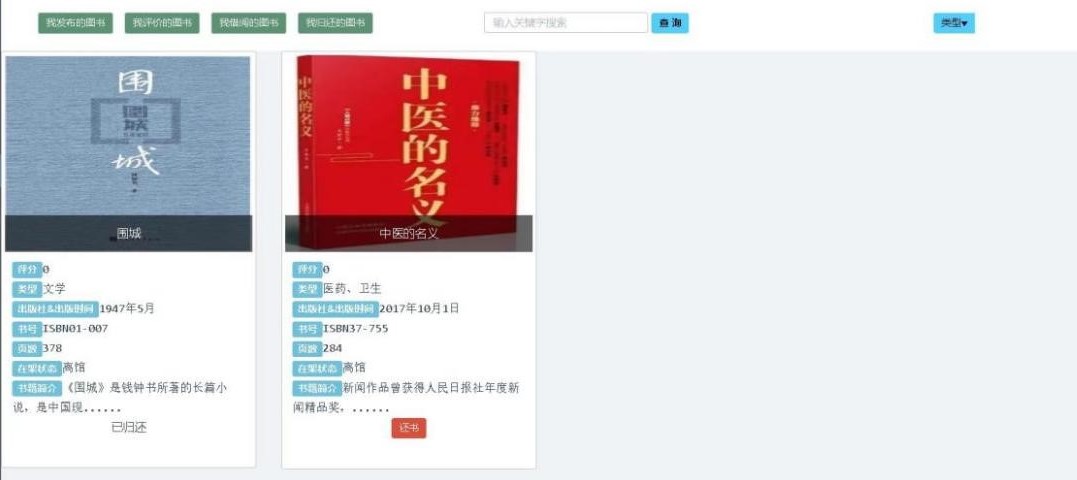 我发布的图书 我评价的图书 我借阅的图书 我归还的图书 输入关键字搜索 查询 类型▾
围
城
围城
评分 0
类型 文学
出版社&出版时间 1947年5月
书号 ISBN01-007
页数 378
在架状态 离馆
书籍简介 《围城》是钱钟书所著的长篇小
说，是中国现......
已归还
中医的名义
中医的名义
中医的名义
评分 0
类型 医药、卫生
出版社&出版时间 2017年10月1日
书号 ISBN37-755
页数 284
在架状态 离馆
书籍简介 新闻作品曾获得人民日报社年度新
闻精品奖，......
还书